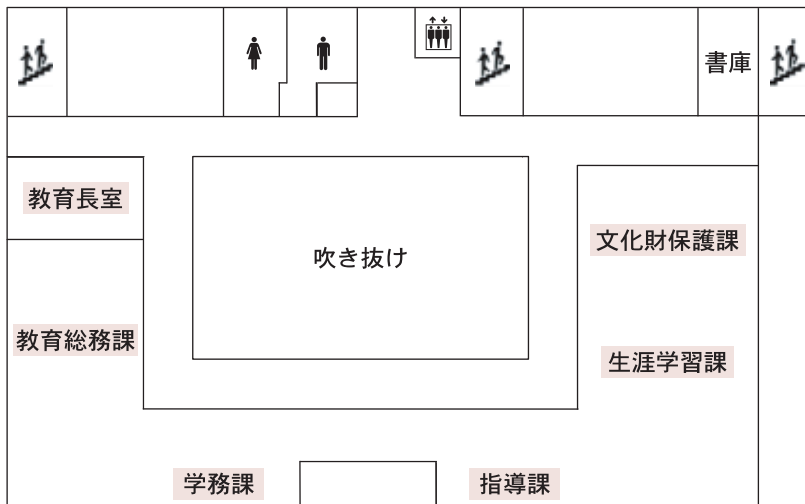 書庫
教育長室
文化財保護課
吹き抜け
教育総務課
生涯学習課
学務課
指導課